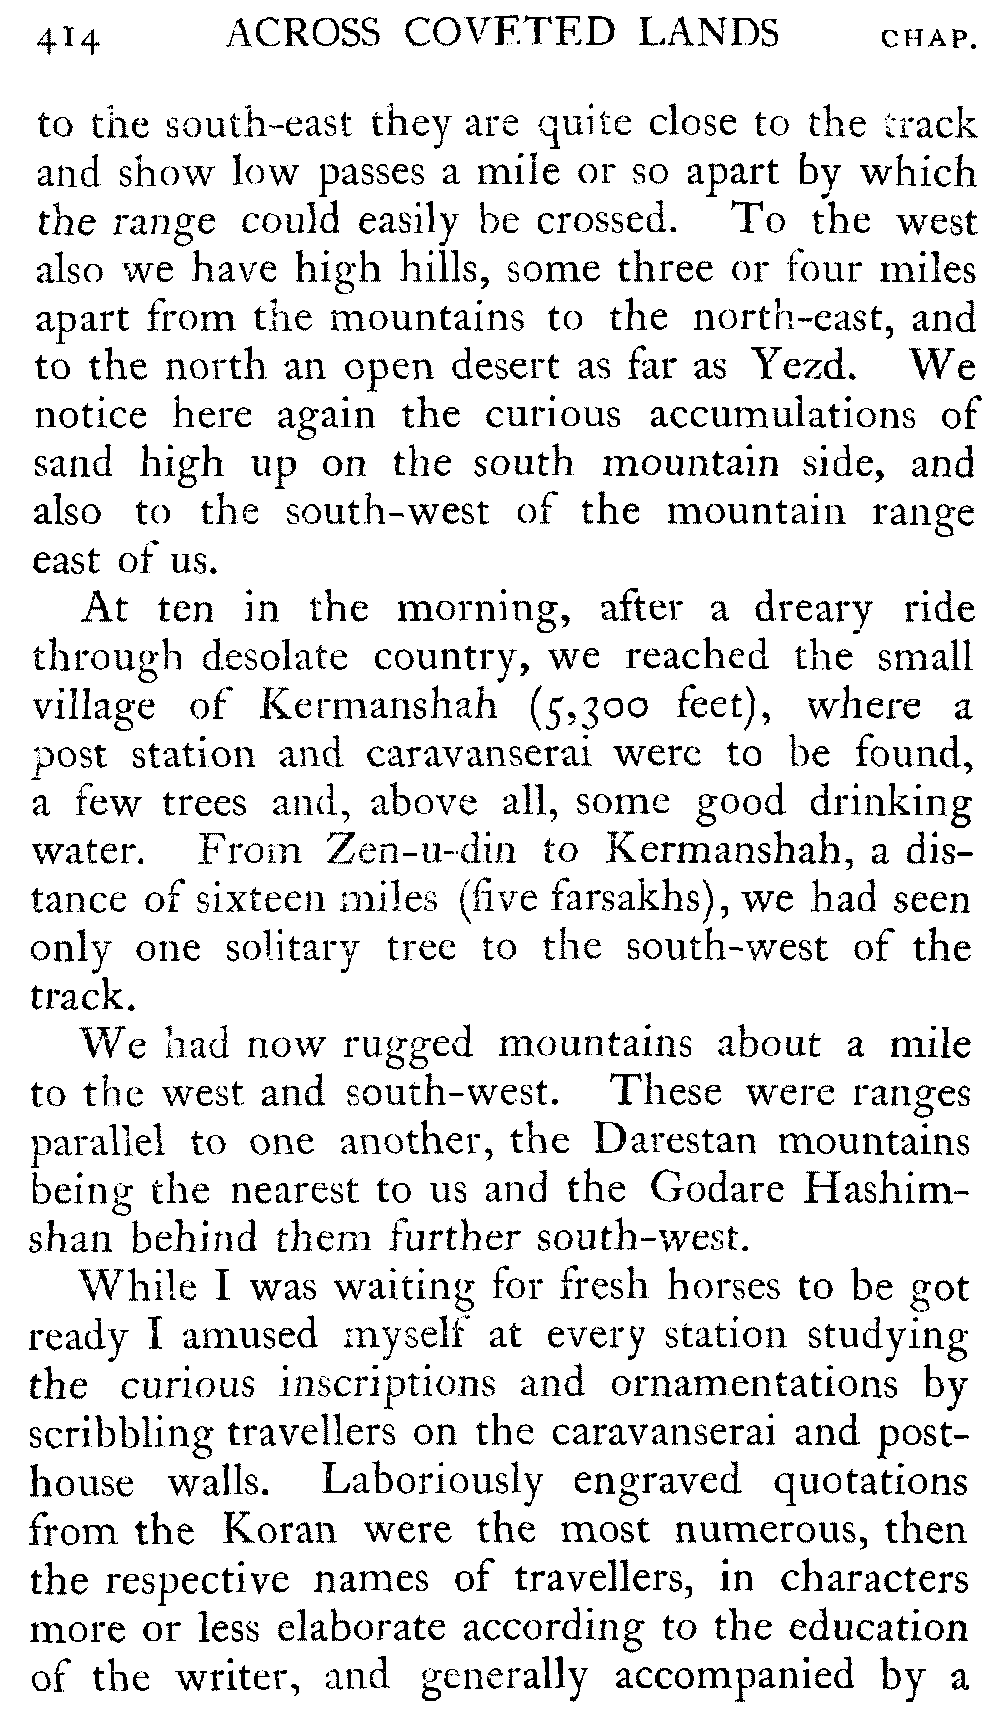 414 ACROSS COVETED LANDS CHAP.
to the south-east they are quite close to the track
and show low passes a mile or so apart by which
the range could easily be crossed. To the west
also we have high hills, some three or four miles
apart from the mountains to the north-east, and
to the north an open desert as far as Yezd. We
notice here again the curious accumulations of
sand high up on the south mountain side, and
also to the south-west of the mountain range
east of us.
At ten in the morning, after a dreary ride
through desolate country, we reached the small
village of Kermanshah (5,300 feet), where a
post station and caravanserai were to be found,
a few trees and, above all, some good drinking
water. From Zen-u-din to Kermanshah, a dis-
tance of sixteen miles (five farsakhs), we had seen
only one solitary tree to the south-west of the
track.
We had now rugged mountains about a mile
to the west and south-west. These were ranges
parallel to one another, the Darestan mountains
being the nearest to us and the Godare Hashim-
shan behind them further south-west.
While I was waiting for fresh horses to be got
ready I amused myself at every station studying
the curious inscriptions and ornamentations by
scribbling travellers on the caravanserai and post-
house walls. Laboriously engraved quotations
from the Koran were the most numerous, then
the respective names of travellers, in characters
more or less elaborate according to the education
of the writer, and generally accompanied by a